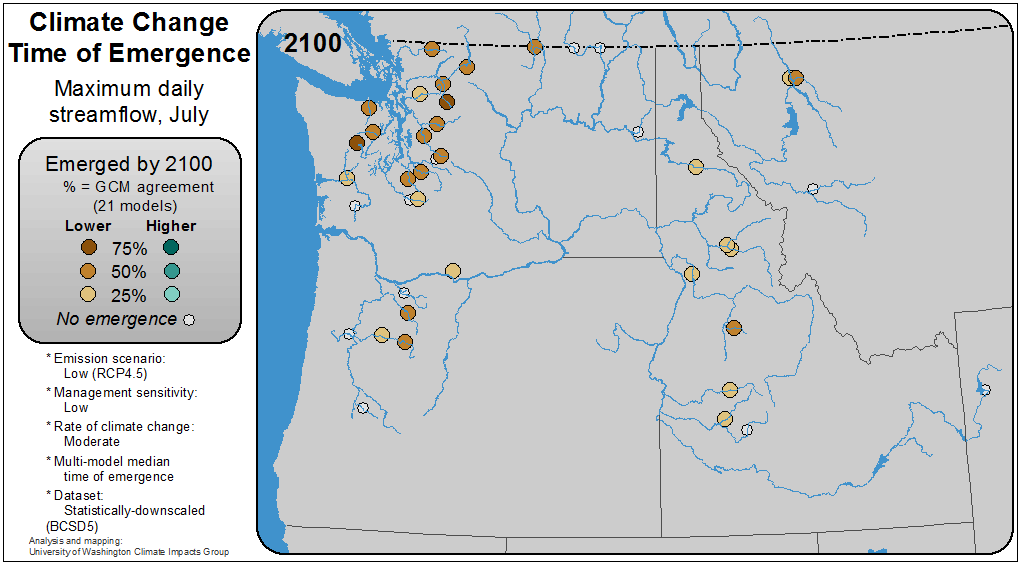 Climate Change
Time of Emergence
Maximum daily
streamflow, July
Emerged by 2100
% = GCM agreement
(21 models)
Lower Higher
75%
50%
25%
No emergence
* Emission scenario:
Low (RCP4.5)
* Management sensitivity:
Low
* Rate of climate change:
Moderate
* Multi-model median
time of emergence
* Dataset:
Statistically-downscaled
(BCSD5)
Analysis and mapping:
University of Washington Climate Impacts Group
2100